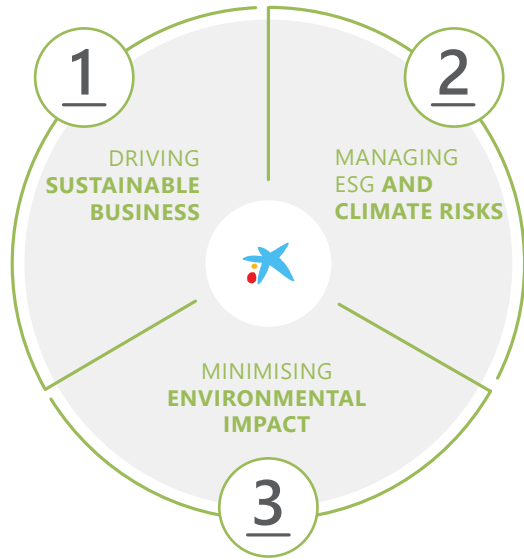 1
DRIVING
SUSTAINABLE
BUSINESS
2
MANAGING
ESG AND
CLIMATE RISKS
MINIMISING
ENVIRONMENTAL
IMPACT
3